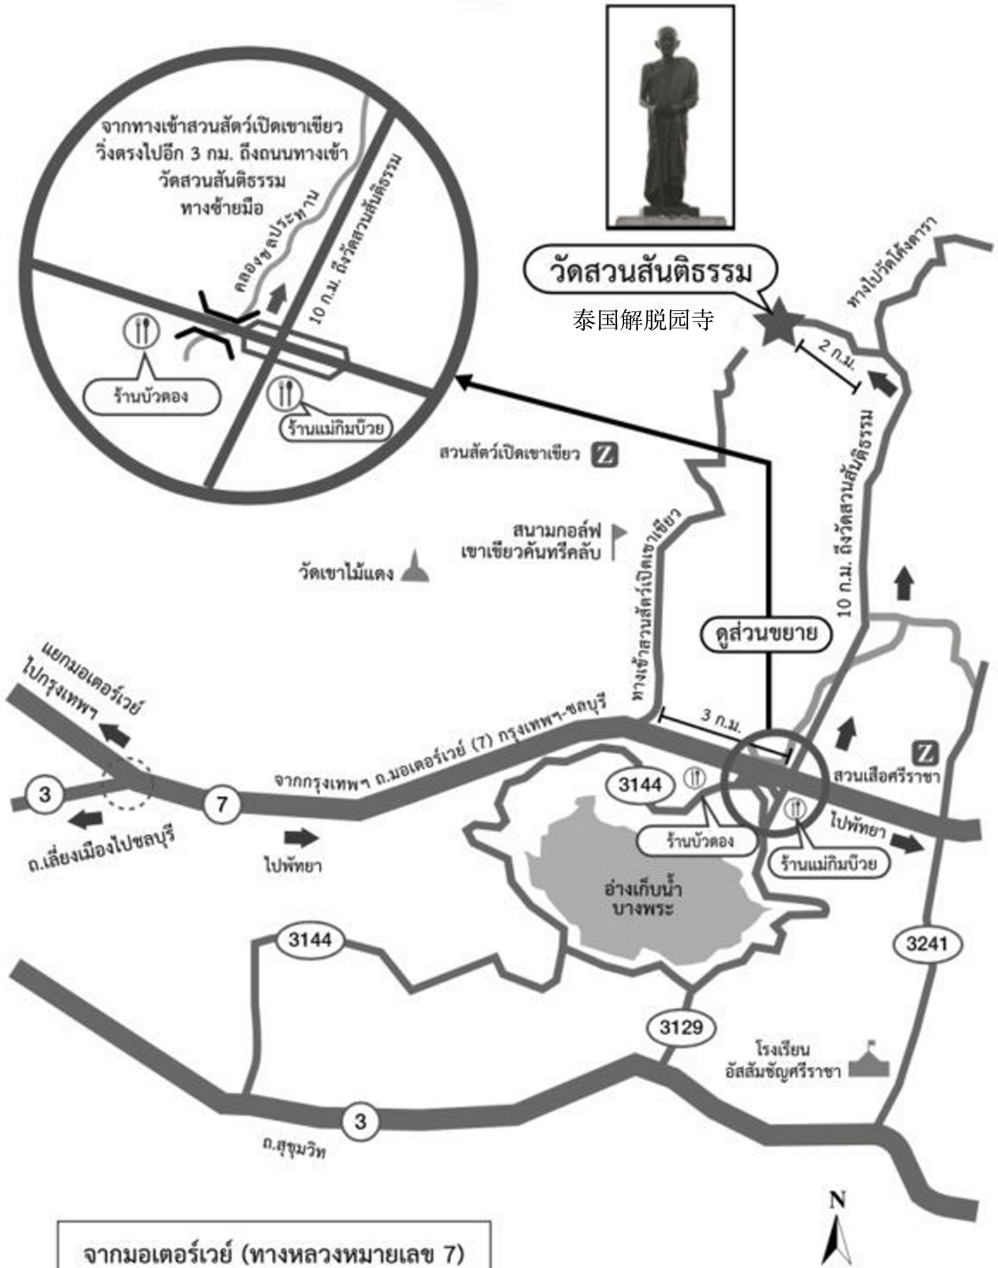 จากทางเข้าสวนสัตว์เปิดเขาเขียว
วิ่งตรงไปอีก 3 กม. ถึงถนนทางเข้า
วัดสวนสันติธรรม
ทางซ้ายมือ
คลองชลประทาน
10 ก.ม. ถึงวัดสวนสันติธรรม
ร้านบัวตอง
ร้านแม่กิมบ๊วย
วัดสวนสันติธรรม
泰国解脱园寺
ทางไปวัดโค้งดารา
2 ก.ม.
10 ก.ม. ถึงวัดสวนสันติธรรม
สวนสัตว์เปิดเขาเขียว Z
สนามกอล์ฟ
เขาเขียวคันทรีคลับ
วัดเขาไม้แดง
ทางเข้าสวนสัตว์เปิดเขาเขียว
ดูส่วนขยาย
แยกมอเตอร์เวย์
ไปกรุงเทพฯ
3 ก.ม.
จากกรุงเทพฯ ถ.มอเตอร์เวย์ (7) กรุงเทพฯ-ชลบุรี
Z
สวนเสือศรีราชา
3
7
3144
ถ.เลี่ยงเมืองไปชลบุรี
ไปพัทยา
ไปพัทยา
ร้านบัวตอง
ร้านแม่กิมบ๊วย
อ่างเก็บน้ำ
บางพระ
3144
3241
3129
โรงเรียน
อัสสัมชัญศรีราชา
3
ถ.สุขุมวิท
N
จากมอเตอร์เวย์ (ทางหลวงหมายเลข 7)